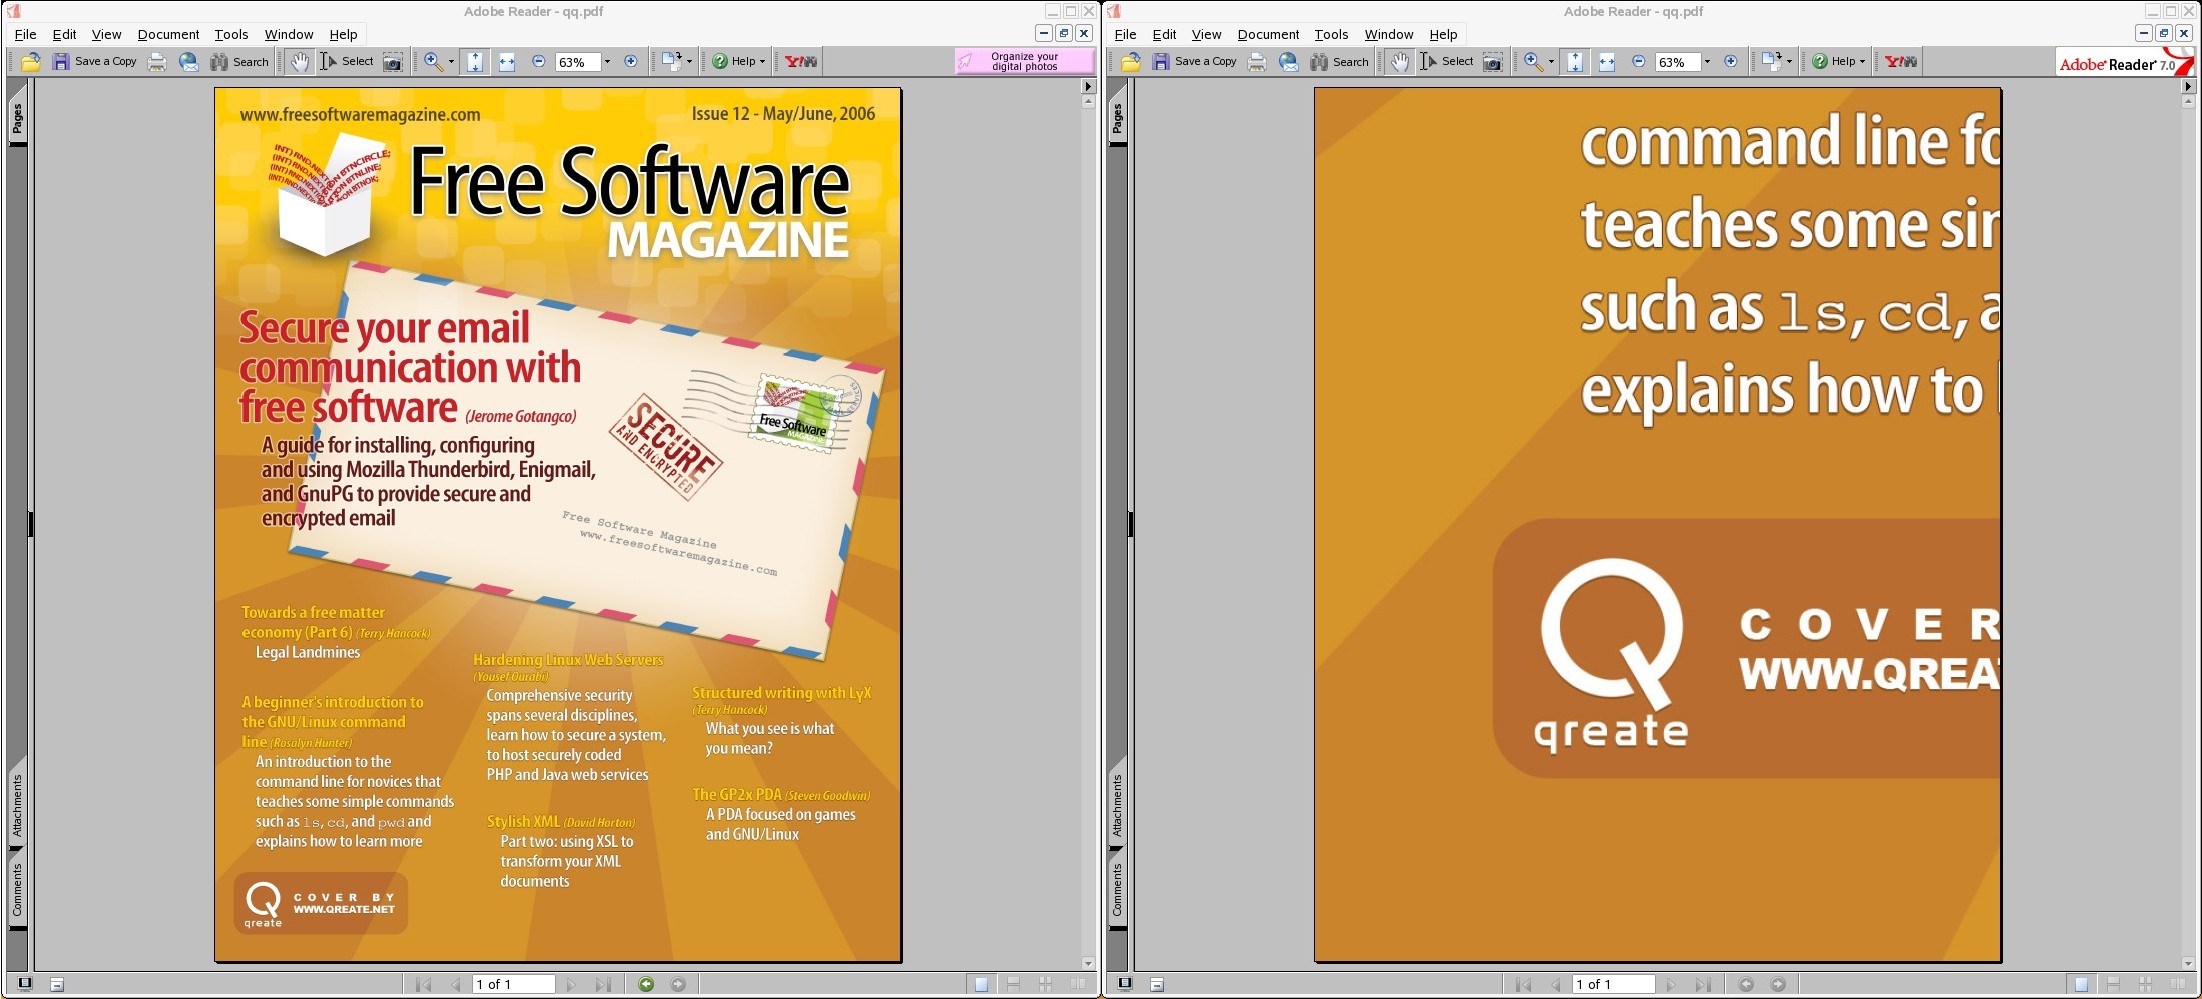 Adobe Reader - qq.pdf
File Edit View Document Tools Window Help
Save a Copy Search Select 63% Help Y!
Organize your
digital photos
Pages
Attachments
Comments
www.freesoftwaremagazine.com
Issue 12 - May/June, 2006
Free Software
MAGAZINE
Secure your email
communication with
free software (Jerome Gotangco)
A guide for installing, configuring
and using Mozilla Thunderbird, Enigmail,
and GnuPG to provide secure and
encrypted email
SECURE
AND ENCRYPTED
Free Software
MAGAZINE
Free Software Magazine
www.freesoftwaremagazine.com
Towards a free matter
economy (Part 6) (Terry Hancock)
Legal Landmines
A beginner's introduction to
the GNU/Linux command
line (Rosalyn Hunter)
An introduction to the
command line for novices that
teaches some simple commands
such as ls, cd, and pwd and
explains how to learn more
Hardening Linux Web Servers
(Yousef Ourabi)
Comprehensive security
spans several disciplines,
learn how to secure a system,
to host securely coded
PHP and Java web services
Stylish XML (David Horton)
Part two: using XSL to
transform your XML
documents
Structured writing with LyX
(Terry Hancock)
What you see is what
you mean?
The GP2x PDA (Steven Goodwin)
A PDA focused on games
and GNU/Linux
qreate
COVER BY
WWW.QREATE.NET
1 of 1
Adobe Reader - qq.pdf
File Edit View Document Tools Window Help
Save a Copy Search Select 63% Help Y!
Adobe Reader 7.0
Pages
Attachments
Comments
command line fo
teaches some sin
such as ls, cd, a
explains how to
qreate
COVER
WWW.QREAT
1 of 1